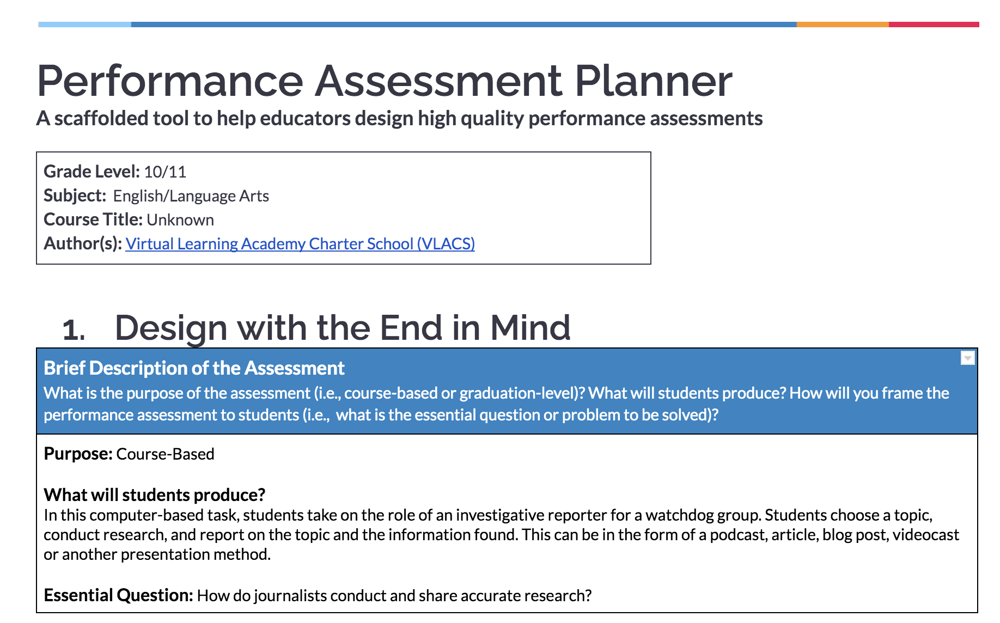 Performance Assessment Planner
A scaffolded tool to help educators design high quality performance assessments
Grade Level: 10/11
Subject: English/Language Arts
Course Title: Unknown
Author(s): Virtual Learning Academy Charter School (VLACS)
1. Design with the End in Mind
Brief Description of the Assessment
What is the purpose of the assessment (i.e., course-based or graduation-level)? What will students produce? How will you frame the
performance assessment to students (i.e., what is the essential question or problem to be solved)?
Purpose: Course-Based
What will students produce?
In this computer-based task, students take on the role of an investigative reporter for a watchdog group. Students choose a topic,
conduct research, and report on the topic and the information found. This can be in the form of a podcast, article, blog post, videocast
or another presentation method.
Essential Question: How do journalists conduct and share accurate research?